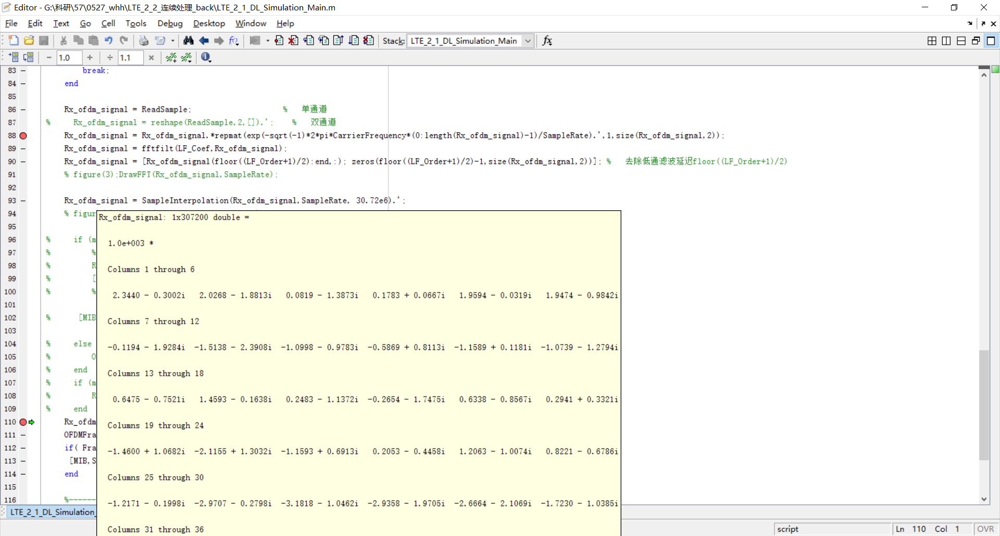 Editor - G:\科研\57\0527_whh\LTE_2_2_连续处理_back\LTE_2_1_DL_Simulation_Main.m
File Edit Text Go Cell Tools Debug Desktop Window Help
Stack: LTE_2_1_DL_Simulation_Main fx
− 1.0 + ÷ 1.1 ×
83 – break;
84 – end
85
86 – Rx_ofdm_signal = ReadSample; % 单通道
87 % Rx_ofdm_signal = reshape(ReadSample,2,[]).'; % 双通道
88 Rx_ofdm_signal = Rx_ofdm_signal.*repmat(exp(-sqrt(-1)*2*pi*CarrierFrequency*(0:length(Rx_ofdm_signal)-1)/SampleRate).',1,size(Rx_ofdm_signal,2));
89 – Rx_ofdm_signal = fftfilt(LF_Coef,Rx_ofdm_signal);
90 – Rx_ofdm_signal = [Rx_ofdm_signal(floor((LF_Order+1)/2):end,:); zeros(floor((LF_Order+1)/2)-1,size(Rx_ofdm_signal,2))]; % 去除低通滤波延迟floor((LF_Order+1)/2)
91 % figure(3);DrawFFT(Rx_ofdm_signal,SampleRate);
92
93 – Rx_ofdm_signal = SampleInterpolation(Rx_ofdm_signal,SampleRate, 30.72e6).';
94 % figur
Rx_ofdm_signal: 1x307200 double =
95
96 % if (m
1.0e+003 *
97 % %
98 % R
Columns 1 through 6
99 % [
100 % %
2.3440 - 0.3002i 2.0268 - 1.8813i 0.0819 - 1.3873i 0.1783 + 0.0667i 1.9594 - 0.0319i 1.9474 - 0.9842i
101
102 % [MIB
Columns 7 through 12
103
104 % else
-0.1194 - 1.9284i -1.5138 - 2.3908i -1.0998 - 0.9783i -0.5869 + 0.8113i -1.1589 + 0.1181i -1.0739 - 1.2794i
105 % O
106 % end
Columns 13 through 18
107 % if (m
108 % R
0.6475 - 0.7521i 1.4593 - 0.1638i 0.2483 - 1.1372i -0.2654 - 1.7475i 0.6338 - 0.8567i 0.2941 + 0.3321i
109 % end
110 Rx_ofdm
Columns 19 through 24
111 – OFDMFra
112 – if( Fra
-1.4600 + 1.0682i -2.1155 + 1.3032i -1.1593 + 0.6913i 0.2053 - 0.4458i 1.2063 - 1.0074i 0.8221 - 0.6786i
113 – [MIB,S
114 – end
Columns 25 through 30
115
116 %------
-1.2171 - 0.1998i -2.9707 - 0.2798i -3.1818 - 1.0462i -2.9358 - 1.9705i -2.6664 - 2.1069i -1.7230 - 1.0385i
LTE_2_1_DL_Simulation_
Columns 31 through 36
script Ln 110 Col 1 OVR